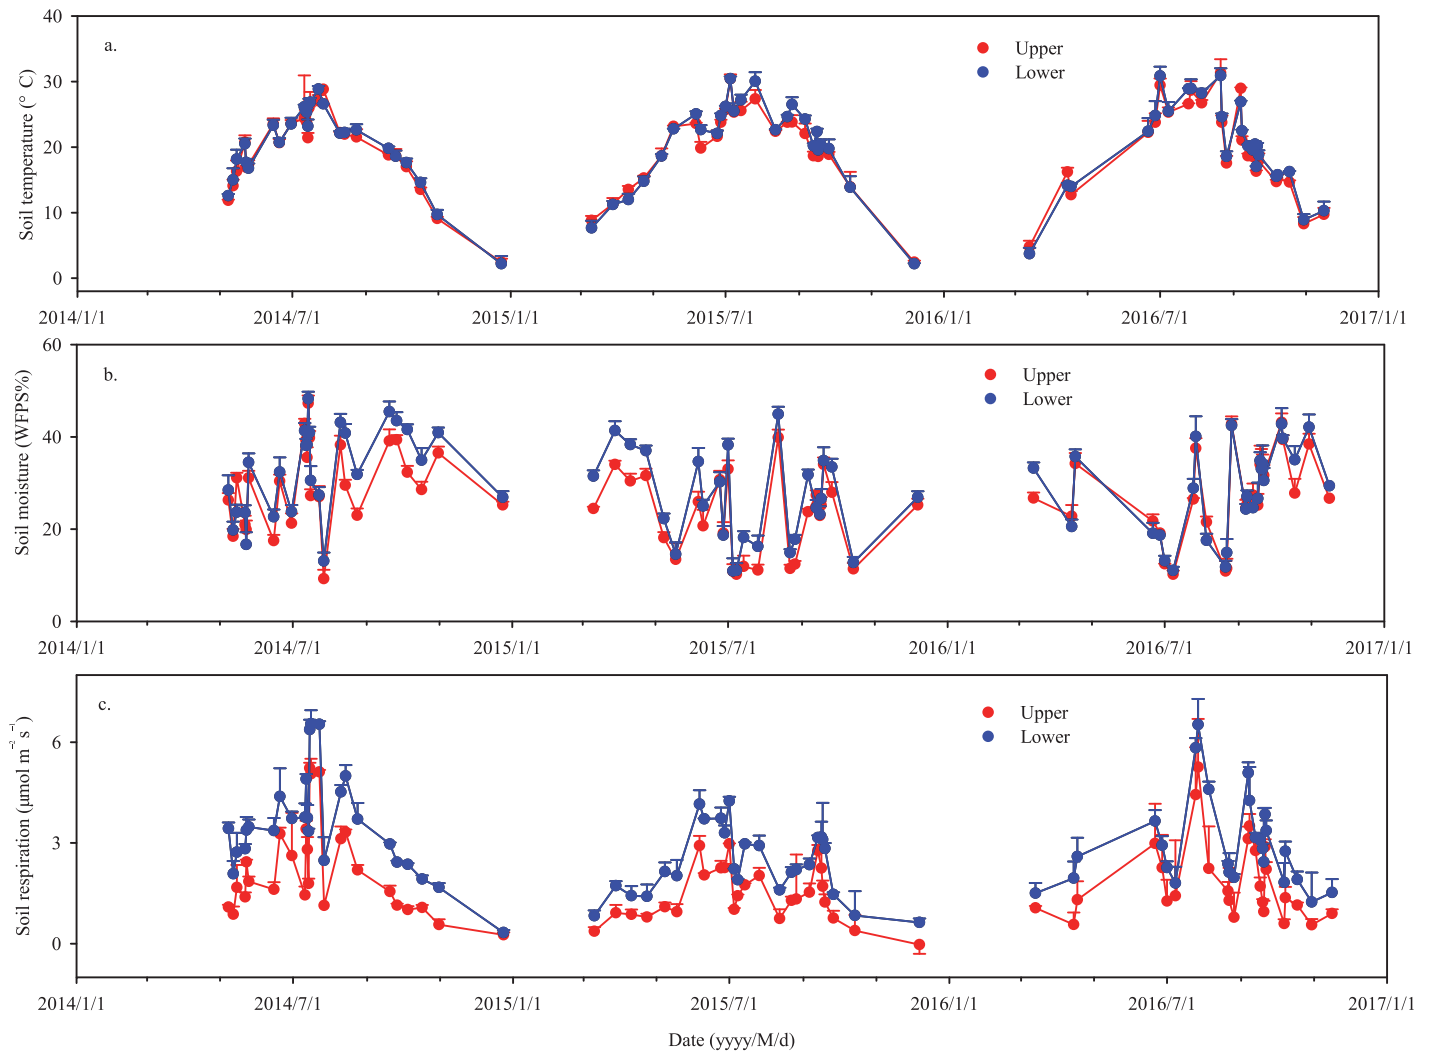 40
30
20
10
0
Soil temperature (° C)
a.
Upper
Lower
2014/1/1 2014/7/1 2015/1/1 2015/7/1 2016/1/1 2016/7/1 2017/1/1
60
40
20
0
Soil moisture (WFPS%)
b.
Upper
Lower
2014/1/1 2014/7/1 2015/1/1 2015/7/1 2016/1/1 2016/7/1 2017/1/1
6
3
0
Soil respiration (μmol m⁻² s⁻¹)
c.
Upper
Lower
2014/1/1 2014/7/1 2015/1/1 2015/7/1 2016/1/1 2016/7/1 2017/1/1
Date (yyyy/M/d)